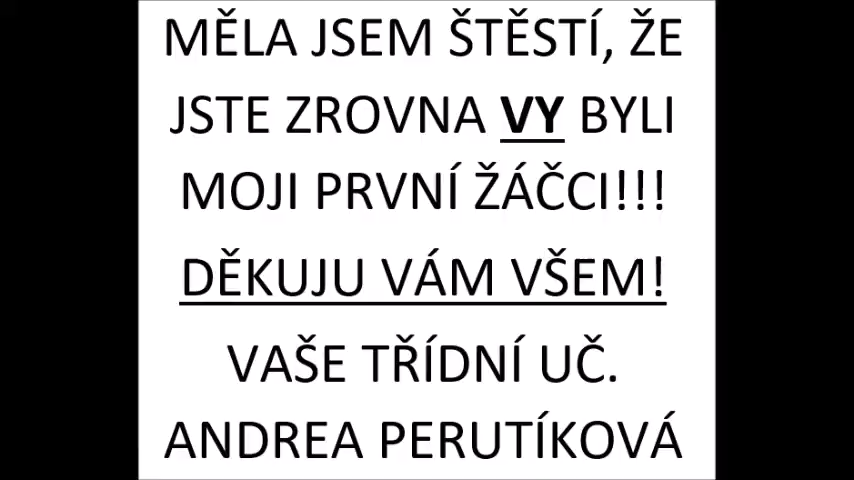 MĚLA JSEM ŠTĚSTÍ, ŽE
JSTE ZROVNA VY BYLI
MOJI PRVNÍ ŽÁČCI!!!
DĚKUJU VÁM VŠEM!
VAŠE TŘÍDNÍ UČ.
ANDREA PERUTÍKOVÁ